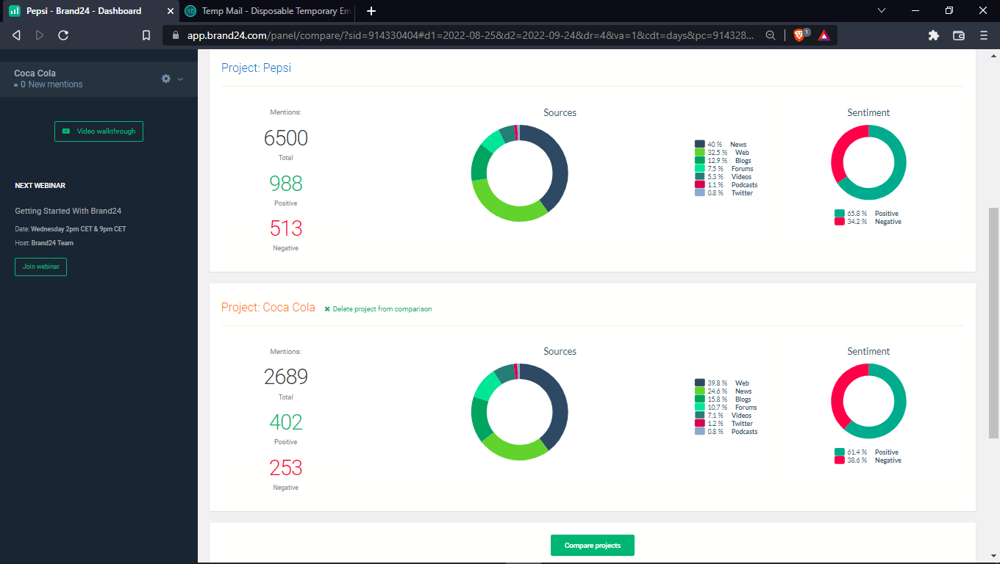 Pepsi - Brand24 - Dashboard
Temp Mail - Disposable Temporary Em
app.brand24.com/panel/compare/?sid=914330404#d1=2022-08-25&d2=2022-09-24&dr=4&va=1&cdt=days&pc=914328...
1
Coca Cola
0 New mentions
Video walkthrough
NEXT WEBINAR
Getting Started With Brand24
Date: Wednesday 2pm CET & 9pm CET
Host: Brand24 Team
Join webinar
Project: Pepsi
Mentions:
6500
Total
988
Positive
513
Negative
Sources
40 % News
32.5 % Web
12.9 % Blogs
7.5 % Forums
5.3 % Videos
1.1 % Podcasts
0.8 % Twitter
Sentiment
65.8 % Positive
34.2 % Negative
Project: Coca Cola
Delete project from comparison
Mentions:
2689
Total
402
Positive
253
Negative
Sources
39.8 % Web
24.6 % News
15.8 % Blogs
10.7 % Forums
7.1 % Videos
1.2 % Twitter
0.8 % Podcasts
Sentiment
61.4 % Positive
38.6 % Negative
Compare projects